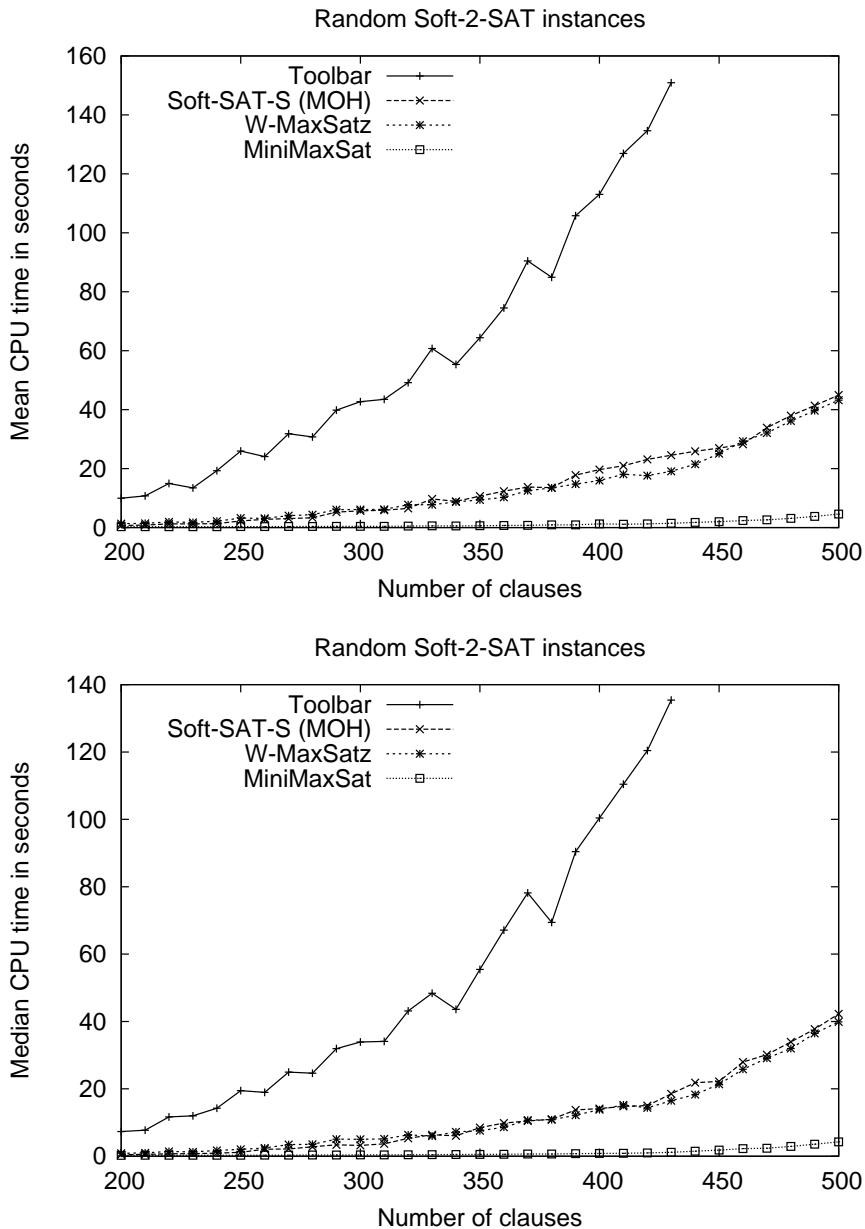 Random Soft-2-SAT instances
160
140
120
100
80
60
40
20
0
Mean CPU time in seconds
Toolbar
Soft-SAT-S (MOH)
W-MaxSatz
MiniMaxSat
200 250 300 350 400 450 500
Number of clauses
Random Soft-2-SAT instances
140
120
100
80
60
40
20
0
Median CPU time in seconds
Toolbar
Soft-SAT-S (MOH)
W-MaxSatz
MiniMaxSat
200 250 300 350 400 450 500
Number of clauses